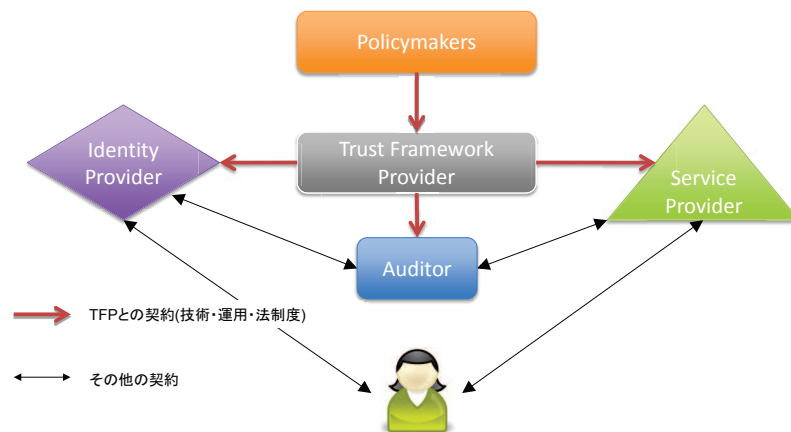 Policymakers
Identity
Provider
Trust Framework
Provider
Service
Provider
Auditor
TFPとの契約(技術・運用・法制度)
その他の契約